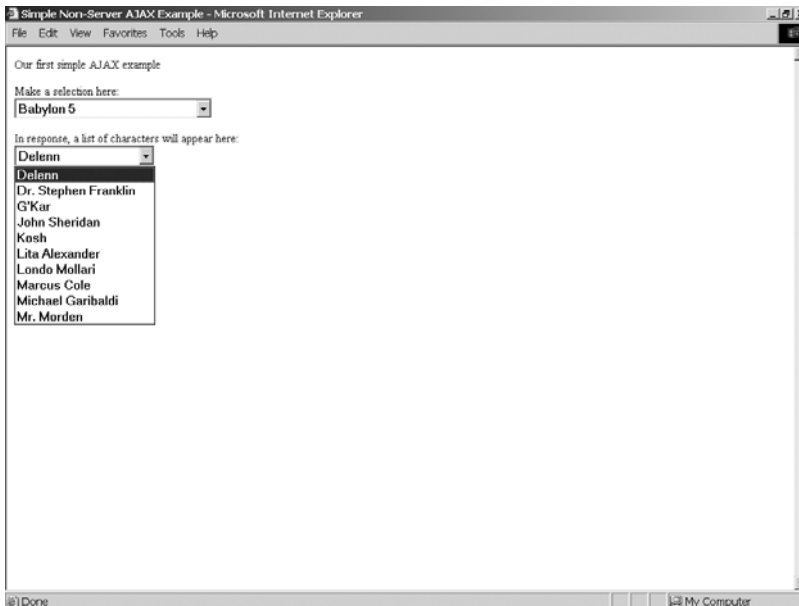 Simple Non-Server AJAX Example - Microsoft Internet Explorer
File Edit View Favorites Tools Help
Our first simple AJAX example
Make a selection here:
Babylon 5
In response, a list of characters will appear here:
Delenn
Delenn
Dr. Stephen Franklin
G'Kar
John Sheridan
Kosh
Lita Alexander
Londo Mollari
Marcus Cole
Michael Garibaldi
Mr. Morden
Done
My Computer